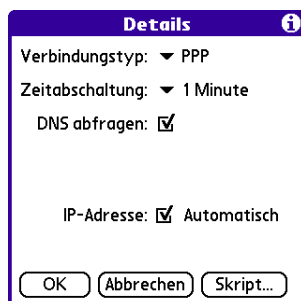 Details
Verbindungstyp: PPP
Zeitabschaltung: 1 Minute
DNS abfragen:
IP-Adresse: Automatisch
OK Abbrechen Skript...